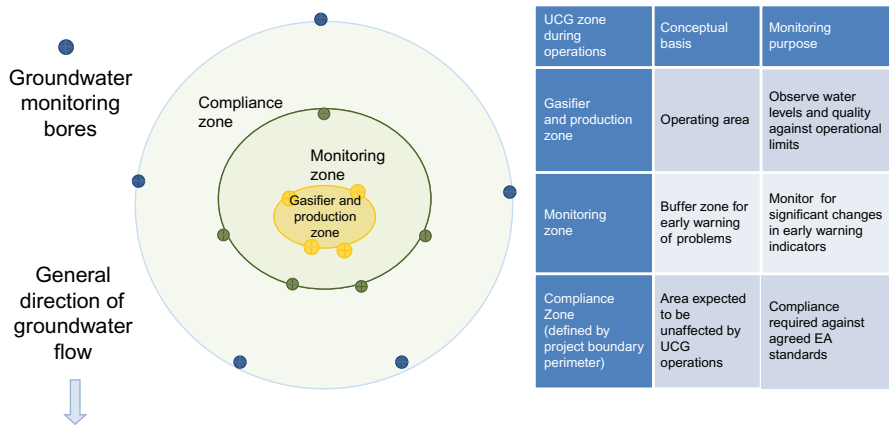 Groundwater
monitoring
bores
General
direction of
groundwater
flow
Compliance
zone
Monitoring
zone
Gasifier and
production
zone
UCG zone
during
operations
Conceptual
basis
Monitoring
purpose
Gasifier
and production
zone
Operating area
Observe water
levels and quality
against operational
limits
Monitoring
zone
Buffer zone for
early warning
of problems
Monitor for
significant changes
in early warning
indicators
Compliance
Zone
(defined by
project boundary
perimeter)
Area expected
to be
unaffected by
UCG
operations
Compliance
required against
agreed EA
standards